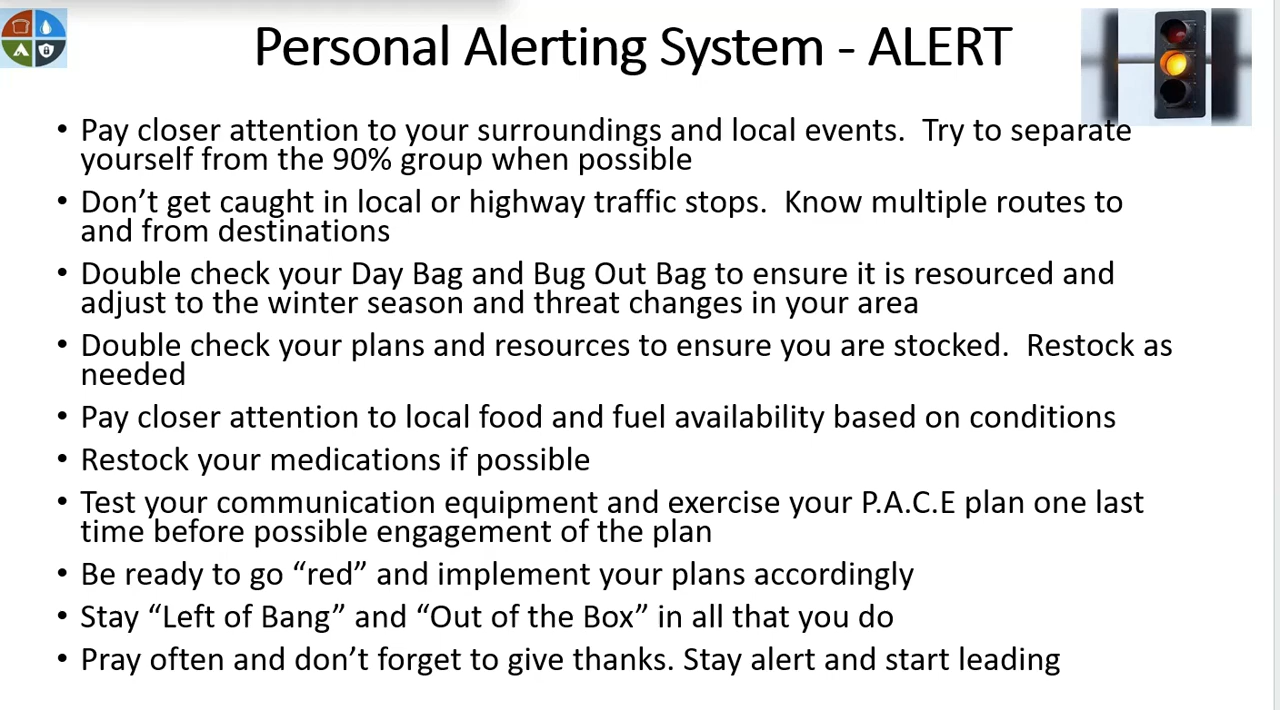 Personal Alerting System - ALERT
• Pay closer attention to your surroundings and local events.  Try to separate
yourself from the 90% group when possible
• Don’t get caught in local or highway traffic stops.  Know multiple routes to
and from destinations
• Double check your Day Bag and Bug Out Bag to ensure it is resourced and
adjust to the winter season and threat changes in your area
• Double check your plans and resources to ensure you are stocked.  Restock as
needed
• Pay closer attention to local food and fuel availability based on conditions
• Restock your medications if possible
• Test your communication equipment and exercise your P.A.C.E plan one last
time before possible engagement of the plan
• Be ready to go “red” and implement your plans accordingly
• Stay “Left of Bang” and “Out of the Box” in all that you do
• Pray often and don’t forget to give thanks. Stay alert and start leading